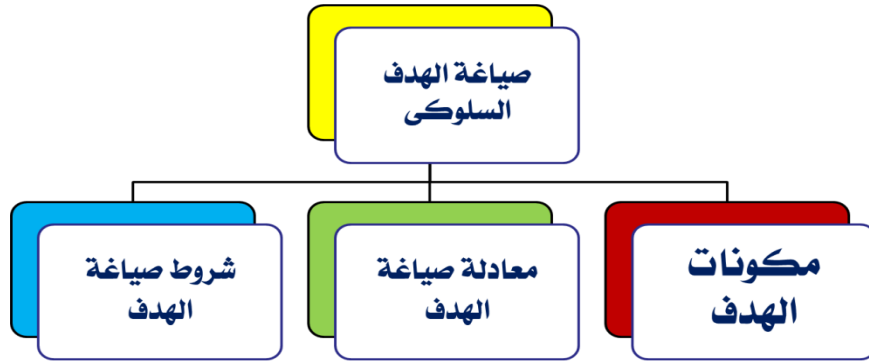 صياغة الهدف
السلوكى
مكونات
الهدف
معادلة صياغة
الهدف
شروط صياغة
الهدف